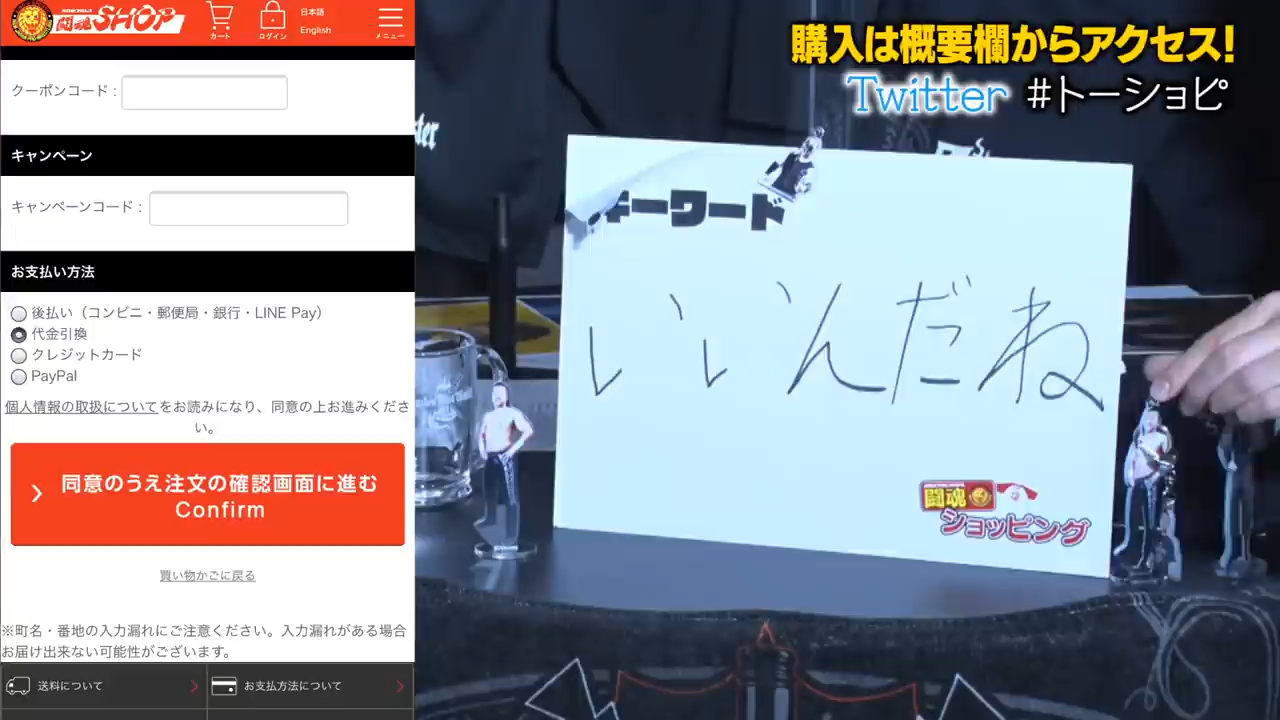 闘魂SHOP
カート
ログイン
日本語
English
メニュー
クーポンコード :
キャンペーン
キャンペーンコード :
お支払い方法
後払い（コンビニ・郵便局・銀行・LINE Pay）
代金引換
クレジットカード
PayPal
個人情報の取扱についてをお読みになり、同意の上お進みくださ
い。
同意のうえ注文の確認画面に進む
Confirm
買い物かごに戻る
※町名・番地の入力漏れにご注意ください。入力漏れがある場合
お届け出来ない可能性がございます。
送料について
お支払方法について
購入は概要欄からアクセス!
Twitter #トーショピ
キーワード
いいんだね
闘魂
ショッピング